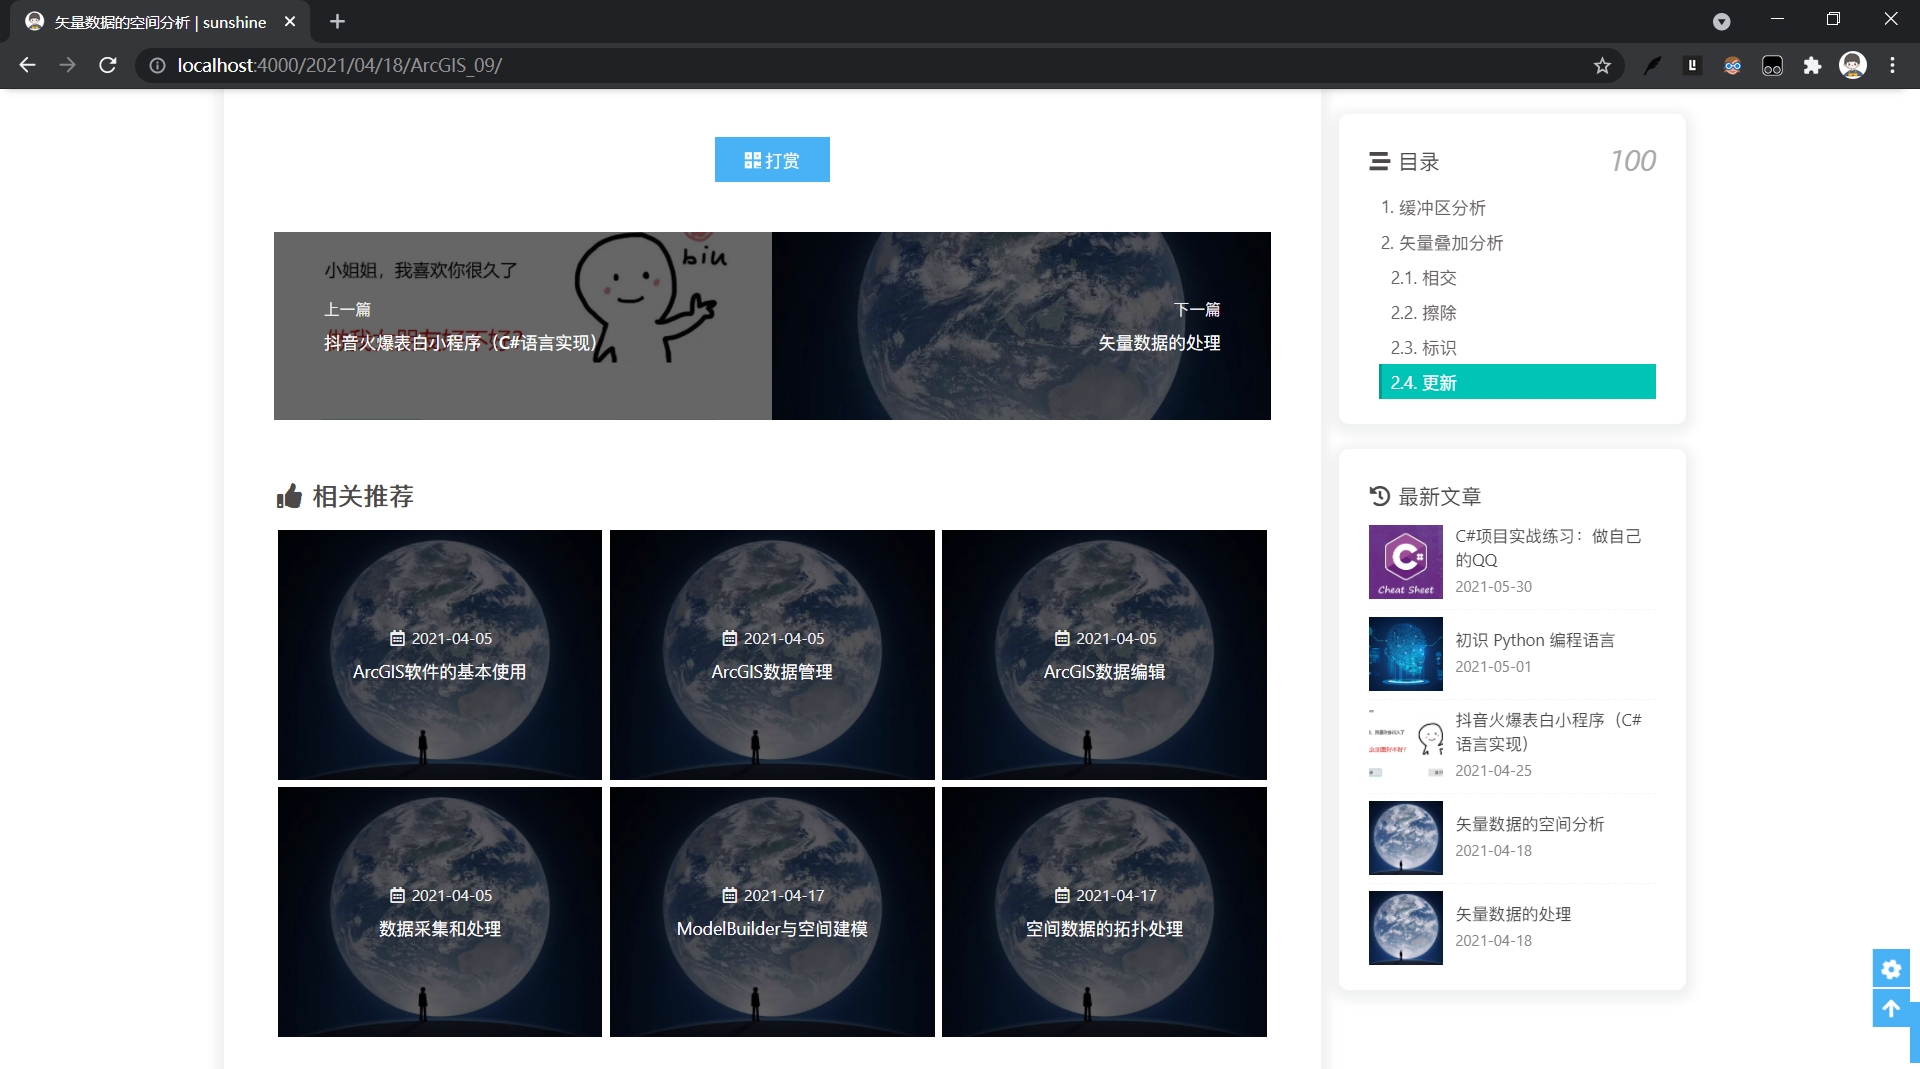 矢量数据的空间分析 | sunshine
localhost:4000/2021/04/18/ArcGIS_09/
打赏
小姐姐，我喜欢你很久了
biu
上一篇
抖音火爆表白小程序（C#语言实现）
下一篇
矢量数据的处理
相关推荐
2021-04-05
ArcGIS软件的基本使用
2021-04-05
ArcGIS数据管理
2021-04-05
ArcGIS数据编辑
2021-04-05
数据采集和处理
2021-04-17
ModelBuilder与空间建模
2021-04-17
空间数据的拓扑处理
目录
100
1. 缓冲区分析
2. 矢量叠加分析
2.1. 相交
2.2. 擦除
2.3. 标识
2.4. 更新
最新文章
C#项目实战练习：做自己
的QQ
2021-05-30
C#
Cheat Sheet
初识 Python 编程语言
2021-05-01
抖音火爆表白小程序（C#
语言实现）
2021-04-25
矢量数据的空间分析
2021-04-18
矢量数据的处理
2021-04-18